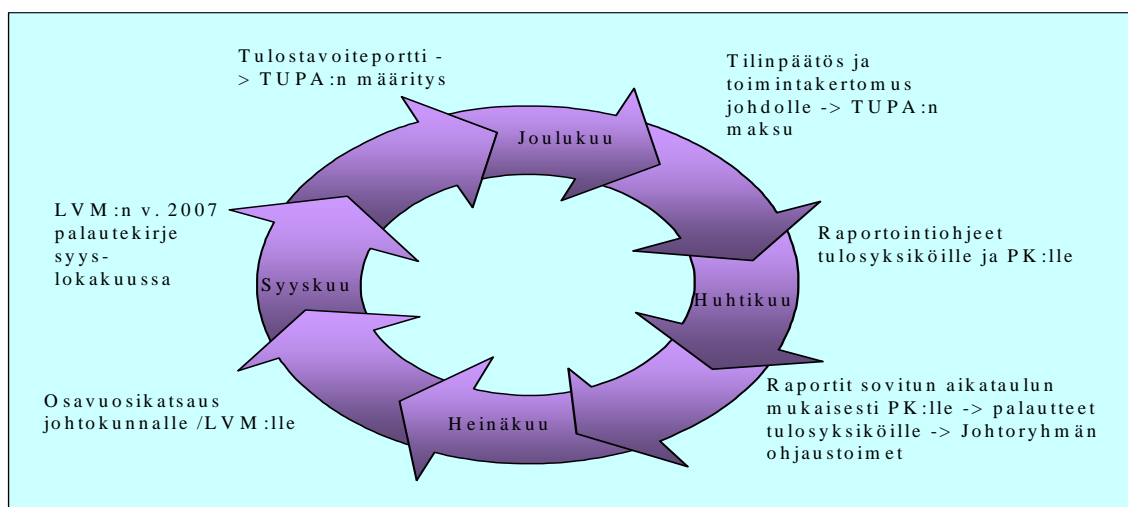 Tulostavoiteportti -
-> TUPA:n määritys
Tilinpäätös ja
toimintakertomus
johdolle -> TUPA:n
maksu
Joulukuu
LVM:n v. 2007
palautekirje
syys-
lokakuussa
Raportointiohjeet
tulosyksiköille ja PK:lle
Syyskuu
Huhtikuu
Osavuosikatsaus
johtokunnalle /LVM:lle
Heinäkuu
Raportit sovitun aikataulun
mukaisesti PK:lle -> palautteet
tulosyksiköille -> Johtoryhmän
ohjaustoimet